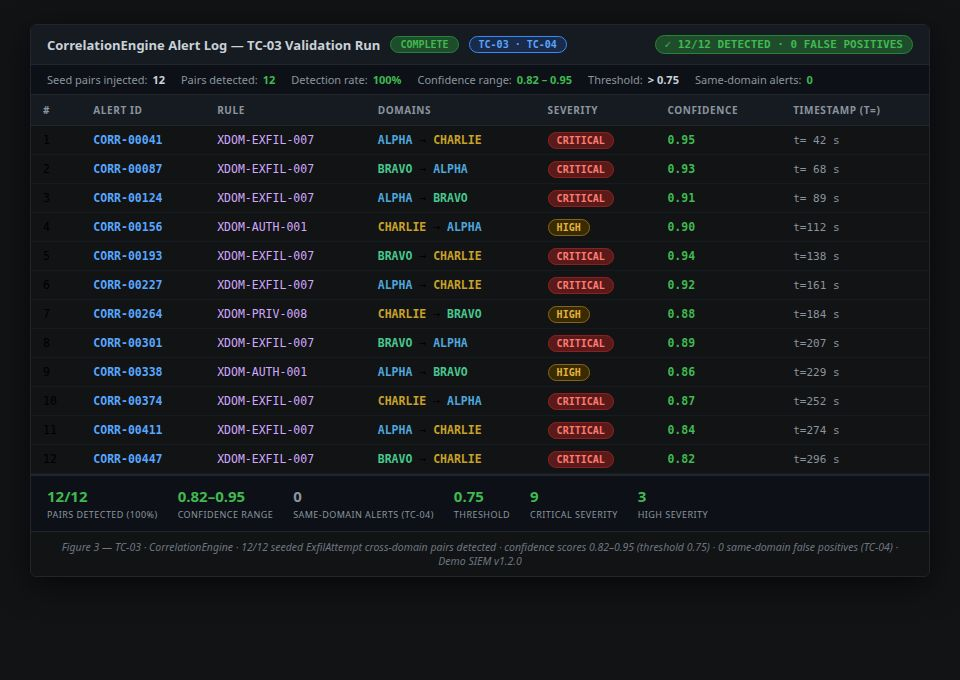 CorrelationEngine Alert Log — TC-03 Validation Run COMPLETE TC-03 · TC-04 ✓ 12/12 DETECTED · 0 FALSE POSITIVES
Seed pairs injected: 12 Pairs detected: 12 Detection rate: 100% Confidence range: 0.82 – 0.95 Threshold: > 0.75 Same-domain alerts: 0
# ALERT ID RULE DOMAINS SEVERITY CONFIDENCE TIMESTAMP (T=)
1 CORR-00041 XDOM-EXFIL-007 ALPHA → CHARLIE CRITICAL 0.95 t= 42 s
2 CORR-00087 XDOM-EXFIL-007 BRAVO → ALPHA CRITICAL 0.93 t= 68 s
3 CORR-00124 XDOM-EXFIL-007 ALPHA → BRAVO CRITICAL 0.91 t= 89 s
4 CORR-00156 XDOM-AUTH-001 CHARLIE → ALPHA HIGH 0.90 t=112 s
5 CORR-00193 XDOM-EXFIL-007 BRAVO → CHARLIE CRITICAL 0.94 t=138 s
6 CORR-00227 XDOM-EXFIL-007 ALPHA → CHARLIE CRITICAL 0.92 t=161 s
7 CORR-00264 XDOM-PRIV-008 CHARLIE → BRAVO HIGH 0.88 t=184 s
8 CORR-00301 XDOM-EXFIL-007 BRAVO → ALPHA CRITICAL 0.89 t=207 s
9 CORR-00338 XDOM-AUTH-001 ALPHA → BRAVO HIGH 0.86 t=229 s
10 CORR-00374 XDOM-EXFIL-007 CHARLIE → ALPHA CRITICAL 0.87 t=252 s
11 CORR-00411 XDOM-EXFIL-007 ALPHA → CHARLIE CRITICAL 0.84 t=274 s
12 CORR-00447 XDOM-EXFIL-007 BRAVO → CHARLIE CRITICAL 0.82 t=296 s
12/12 0.82–0.95 0 0.75 9 3
PAIRS DETECTED (100%) CONFIDENCE RANGE SAME-DOMAIN ALERTS (TC-04) THRESHOLD CRITICAL SEVERITY HIGH SEVERITY
Figure 3 — TC-03 · CorrelationEngine · 12/12 seeded ExfilAttempt cross-domain pairs detected · confidence scores 0.82–0.95 (threshold 0.75) · 0 same-domain false positives (TC-04) ·
Demo SIEM v1.2.0